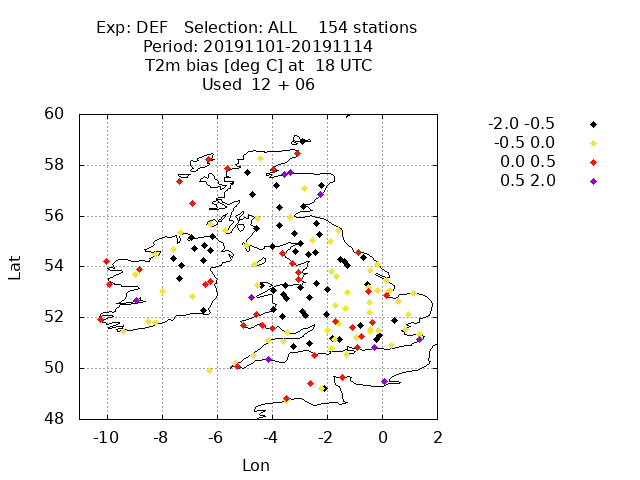 Exp: DEF Selection: ALL 154 stations
Period: 20191101-20191114
T2m bias [deg C] at 18 UTC
Used 12 + 06
-2.0 -0.5
-0.5 0.0
0.0 0.5
0.5 2.0
60
58
56
54
52
50
48
Lat
-10 -8 -6 -4 -2 0 2
Lon